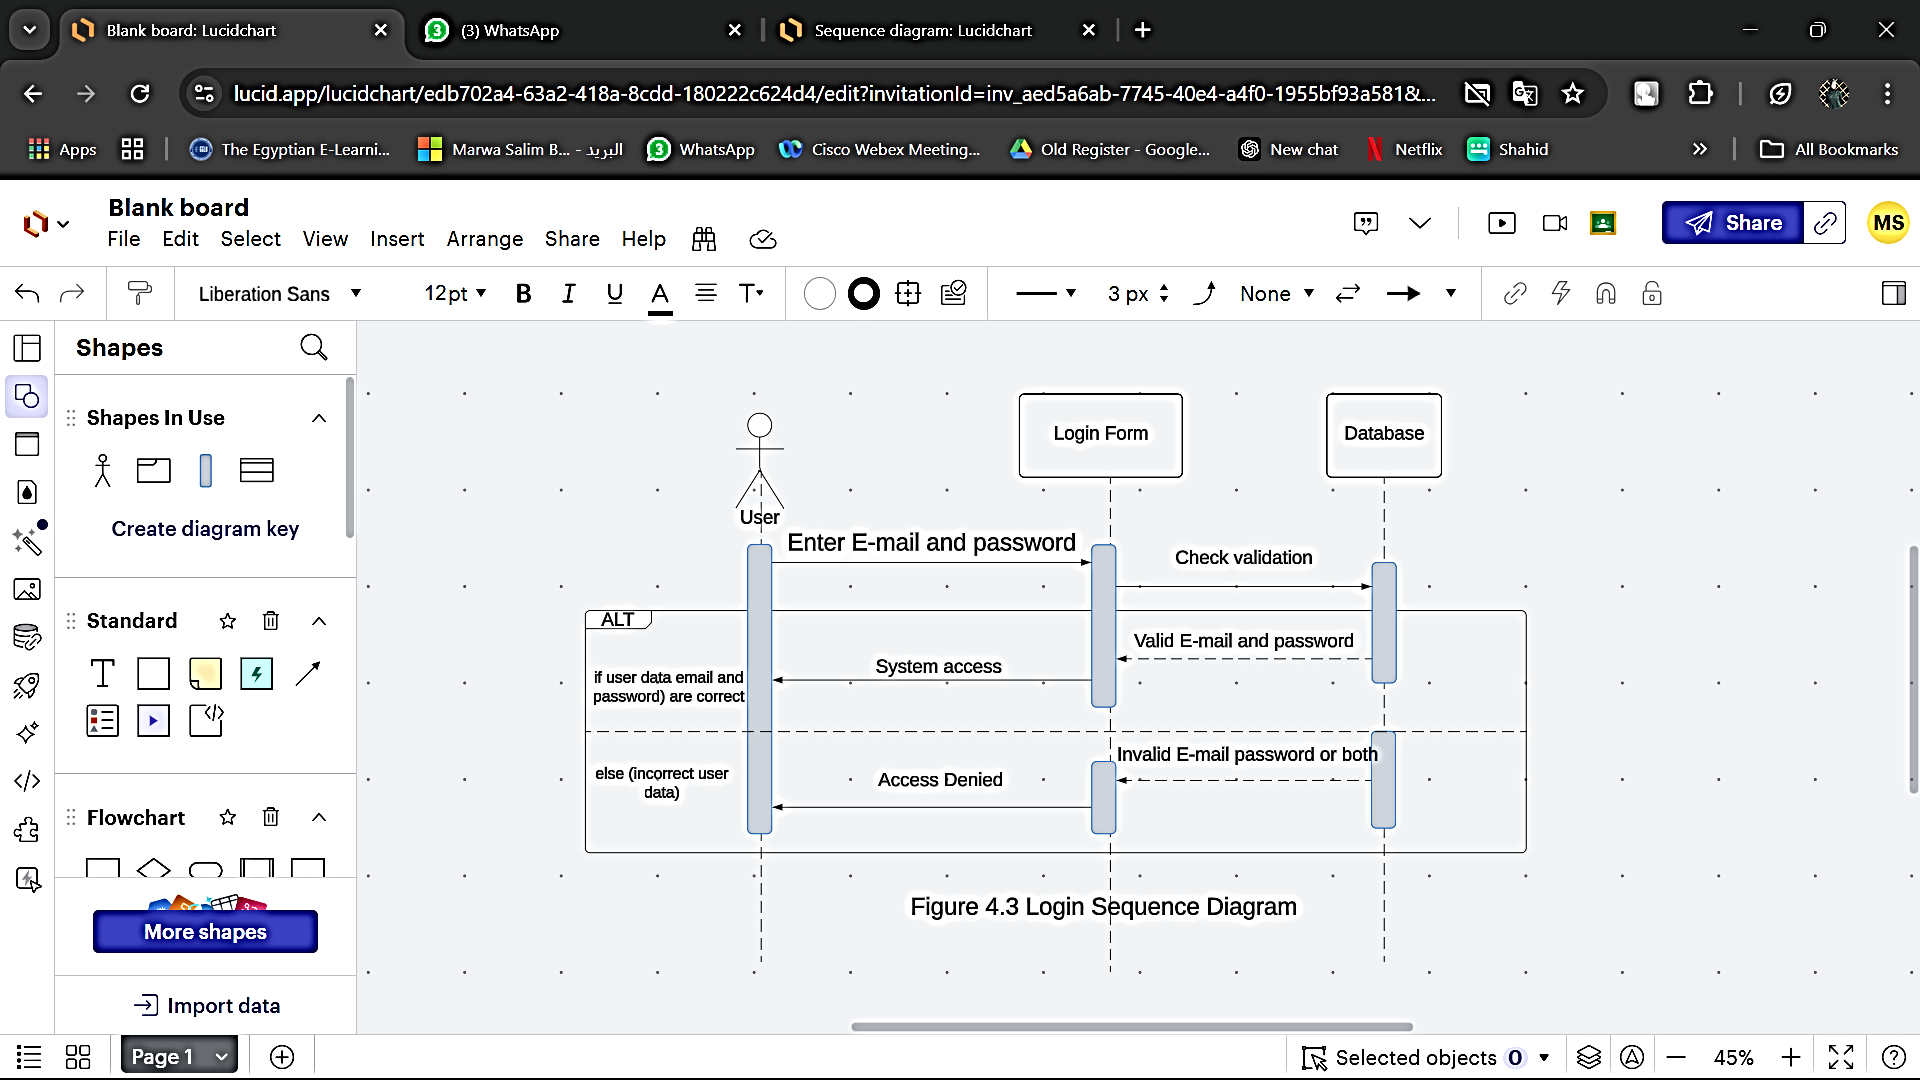 Blank board: Lucidchart
(3) WhatsApp
Sequence diagram: Lucidchart
lucid.app/lucidchart/edb702a4-63a2-418a-8cdd-180222c624d4/edit?invitationId=inv_aed5a6ab-7745-40e4-a4f0-1955bf93a581&...
Apps
The Egyptian E-Learni...
Marwa Salim B... - البريد
WhatsApp
Cisco Webex Meeting...
Old Register - Google...
New chat
Netflix
Shahid
All Bookmarks
Blank board
File Edit Select View Insert Arrange Share Help
Share
MS
Liberation Sans
12pt
B I U A T
3 px
None
Shapes
Shapes In Use
Create diagram key
Standard
T
Flowchart
More shapes
Import data
Login Form
Database
User
Enter E-mail and password
Check validation
ALT
Valid E-mail and password
System access
if user data email and
password) are correct
Invalid E-mail password or both
Access Denied
else (incorrect user
data)
Figure 4.3 Login Sequence Diagram
Page 1
Selected objects 0
45%